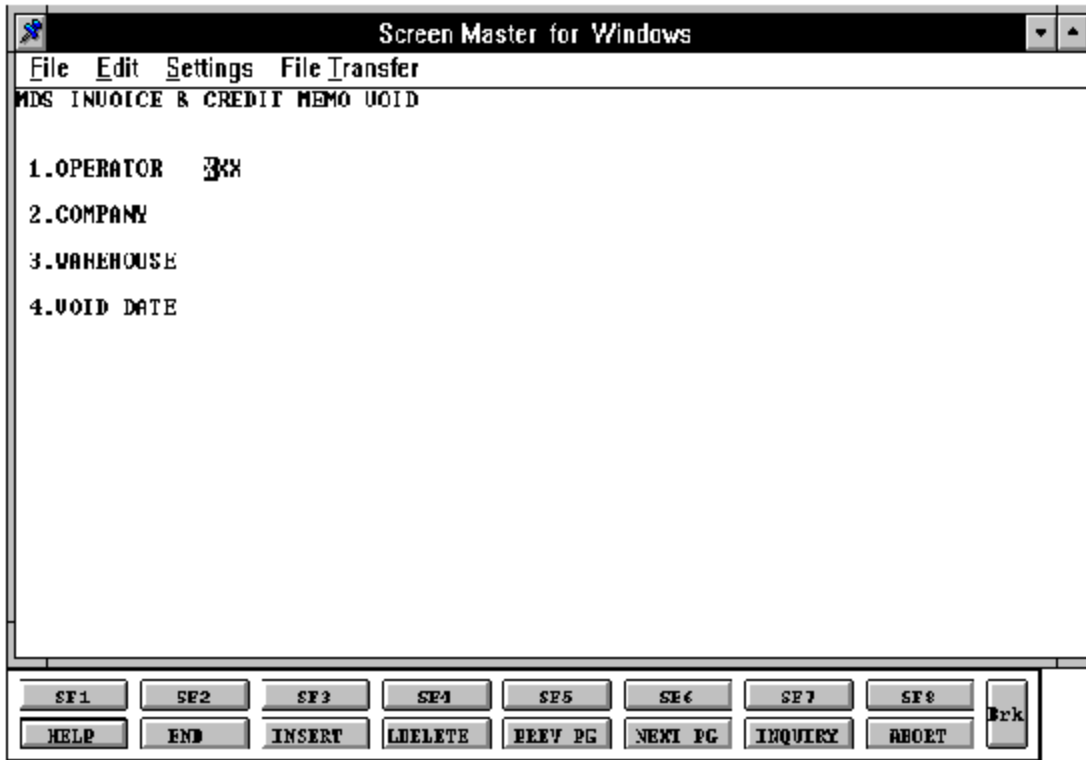 Screen Master for Windows
File Edit Settings File Transfer
MDS INVOICE & CREDIT MEMO VOID
1.OPERATOR XXX
2.COMPANY
3.WAREHOUSE
4.VOID DATE
SF1 SF2 SF3 SF4 SF5 SF6 SF7 SF8 Brk
HELP END INSERT LDELETE PREV PG NEXT PG INQUIRY ABORT